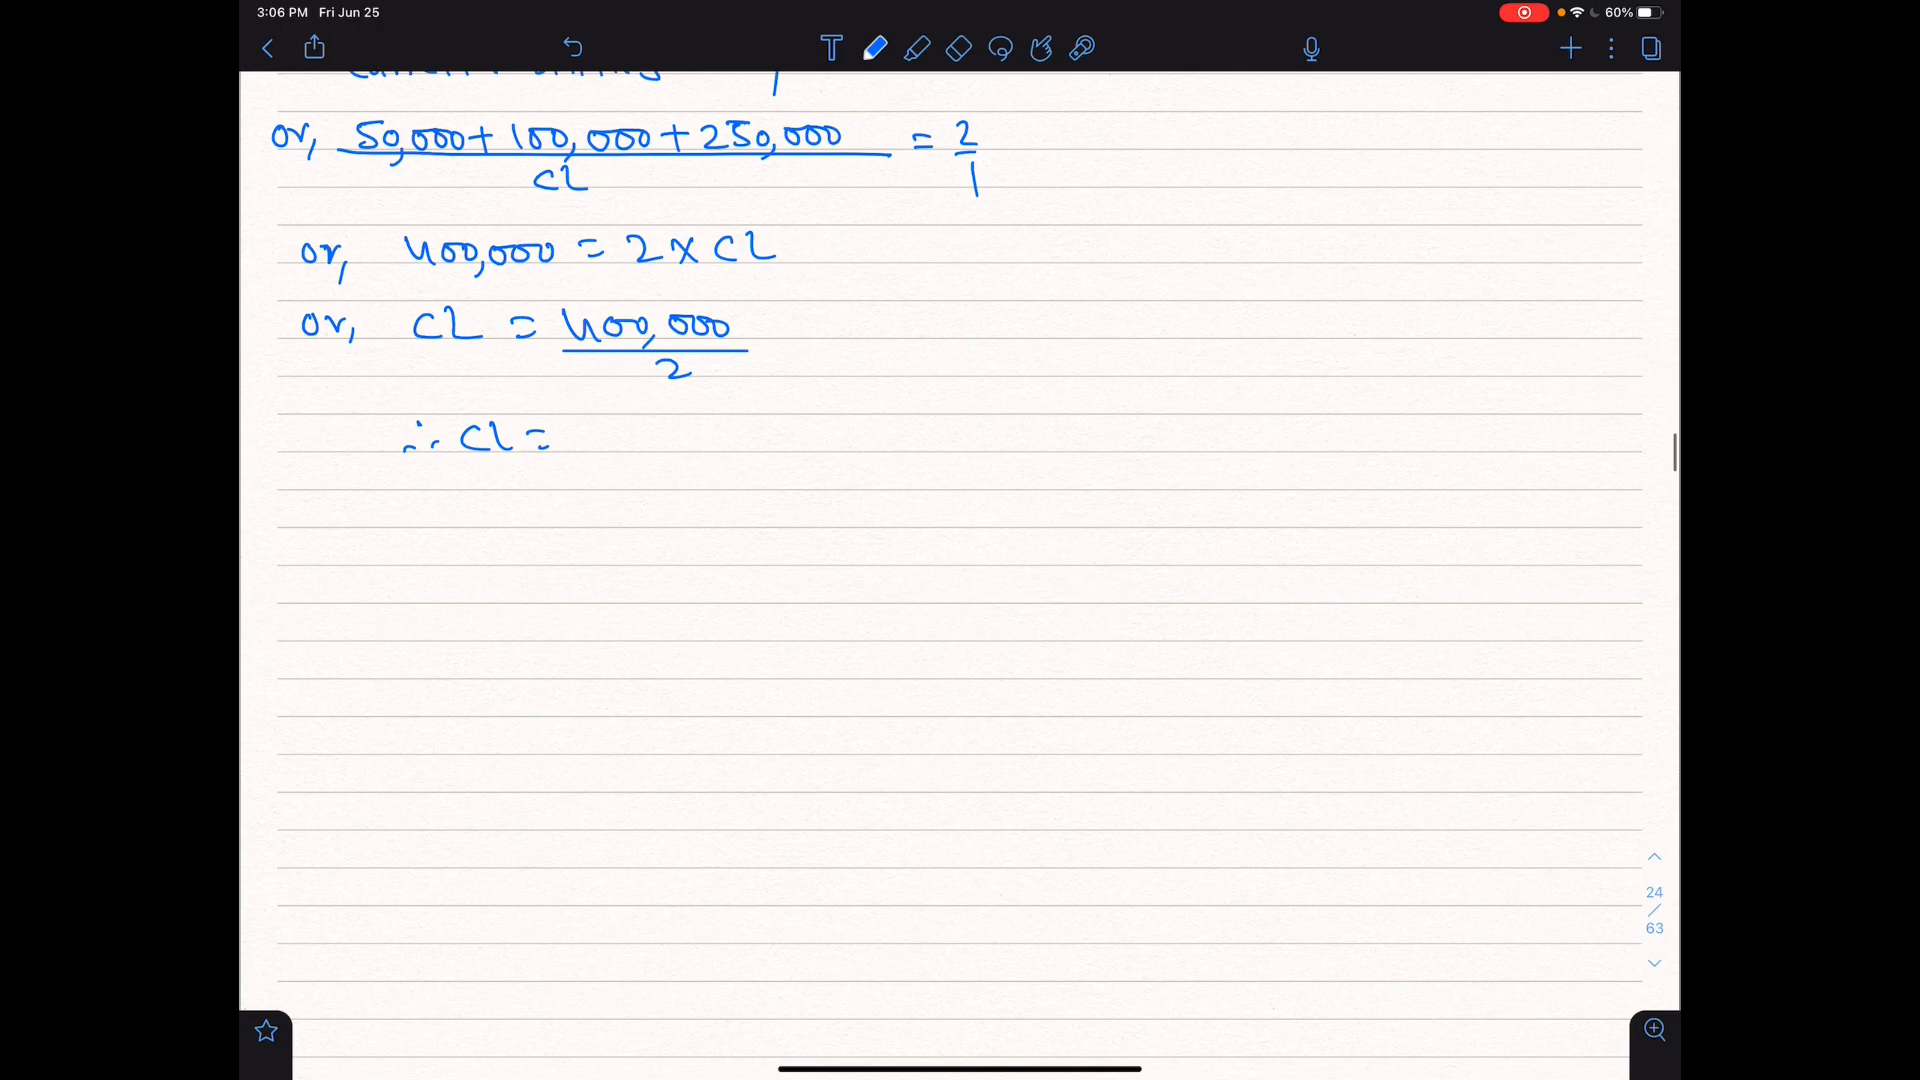 3:06 PM Fri Jun 25
60%
or, 50,000 + 100,000 + 250,000 = 2
CL 1
or, 400,000 = 2 x CL
or, CL = 400,000
2
∴ CL =
24
/
63